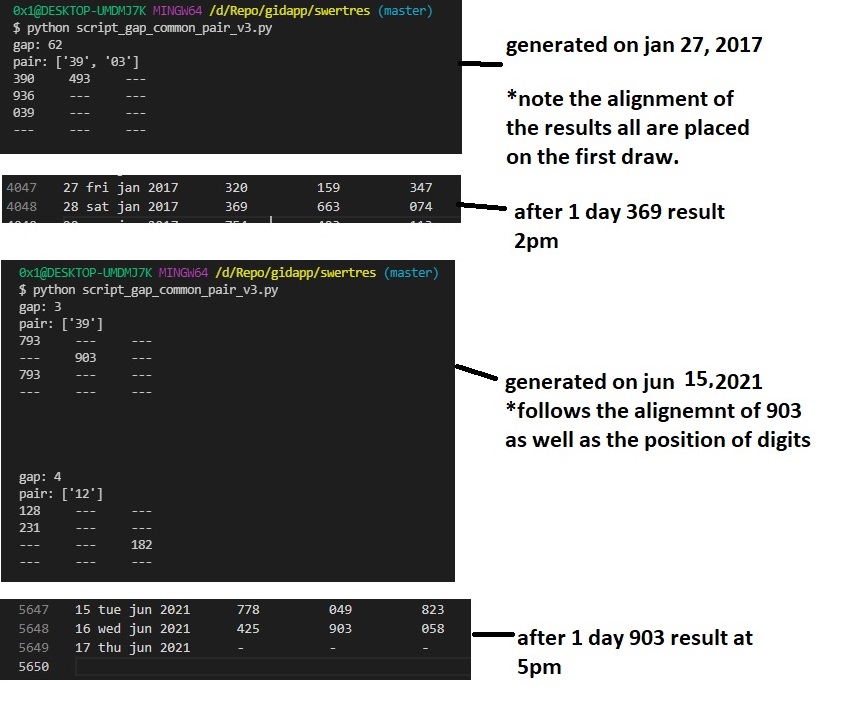 0x1@DESKTOP-UMDMJ7K MINGW64 /d/Repo/gidapp/swertres (master)
$ python script_gap_common_pair_v3.py
gap: 62
pair: ['39', '03']
390 493 ---
936 --- ---
039 --- ---
--- --- ---
generated on jan 27, 2017
*note the alignment of
the results all are placed
on the first draw.
4047 27 fri jan 2017 320 159 347
4048 28 sat jan 2017 369 663 074
after 1 day 369 result
2pm
0x1@DESKTOP-UMDMJ7K MINGW64 /d/Repo/gidapp/swertres (master)
$ python script_gap_common_pair_v3.py
gap: 3
pair: ['39']
793 --- ---
--- 903 ---
793 --- ---
--- --- ---
gap: 4
pair: ['12']
128 --- ---
231 --- ---
--- --- 182
--- --- ---
generated on jun 15,2021
*follows the alignemnt of 903
as well as the position of digits
5647 15 tue jun 2021 778 049 823
5648 16 wed jun 2021 425 903 058
5649 17 thu jun 2021 - - -
5650
after 1 day 903 result at
5pm